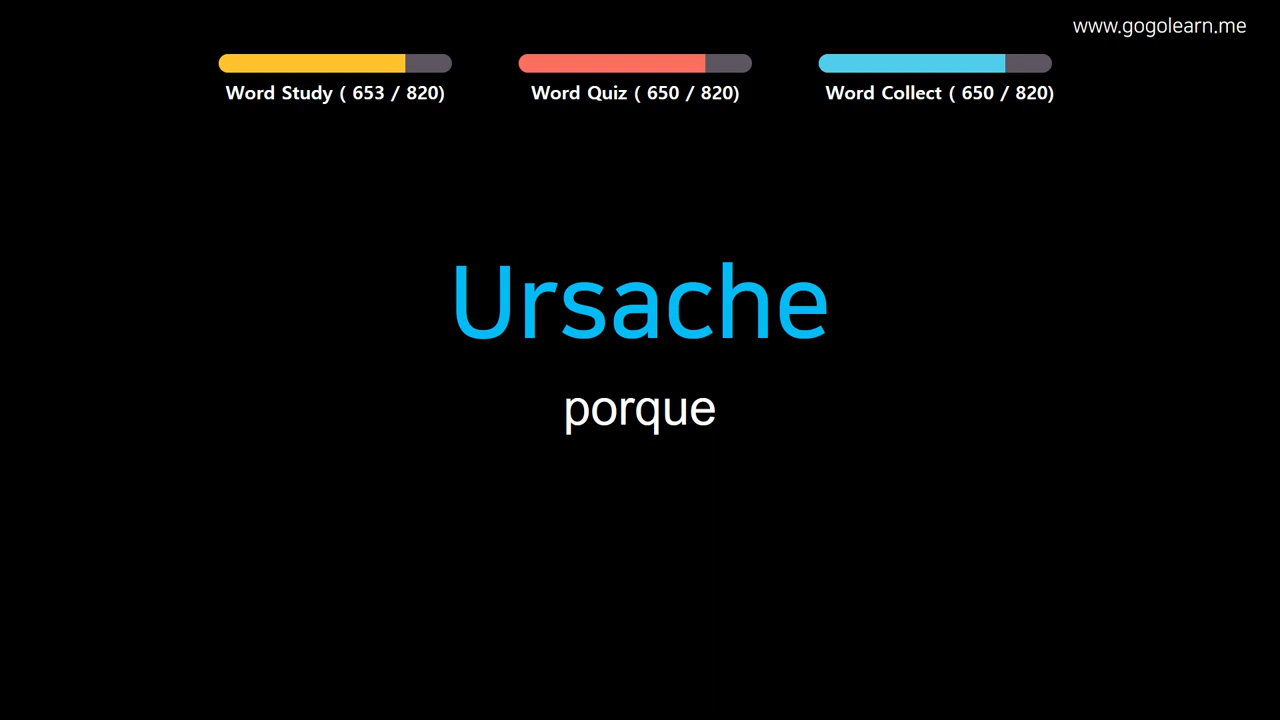 www.gogolearn.me
Word Study ( 653 / 820)
Word Quiz ( 650 / 820)
Word Collect ( 650 / 820)
Ursache
porque